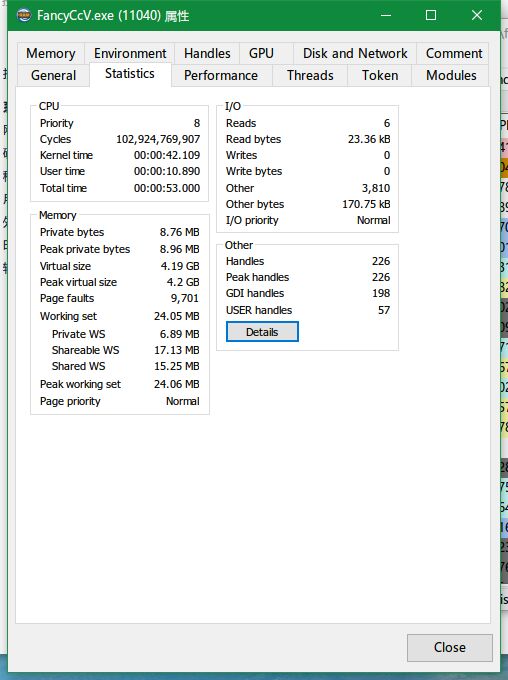 FancyCcV.exe (11040) 属性
Memory Environment Handles GPU Disk and Network Comment
General Statistics Performance Threads Token Modules
CPU
Priority 8
Cycles 102,924,769,907
Kernel time 00:00:42.109
User time 00:00:10.890
Total time 00:00:53.000
Memory
Private bytes 8.76 MB
Peak private bytes 8.96 MB
Virtual size 4.19 GB
Peak virtual size 4.2 GB
Page faults 9,701
Working set 24.05 MB
Private WS 6.89 MB
Shareable WS 17.13 MB
Shared WS 15.25 MB
Peak working set 24.06 MB
Page priority Normal
I/O
Reads 6
Read bytes 23.36 kB
Writes 0
Write bytes 0
Other 3,810
Other bytes 170.75 kB
I/O priority Normal
Other
Handles 226
Peak handles 226
GDI handles 198
USER handles 57
Details
Close